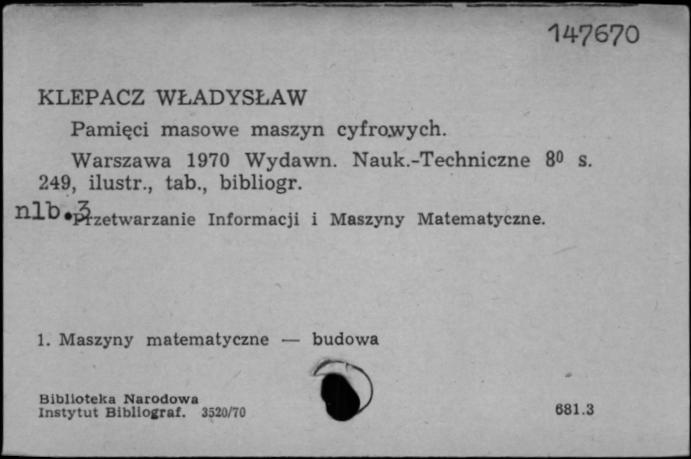 147670
KLEPACZ WŁADYSŁAW
Pamięci masowe maszyn cyfrowych.
Warszawa 1970 Wydawn. Nauk.-Techniczne 8⁰ s.
249, ilustr., tab., bibliogr.
nlb.3
Przetwarzanie Informacji i Maszyny Matematyczne.
1. Maszyny matematyczne — budowa
Biblioteka Narodowa
Instytut Bibliograf. 3520/70
681.3